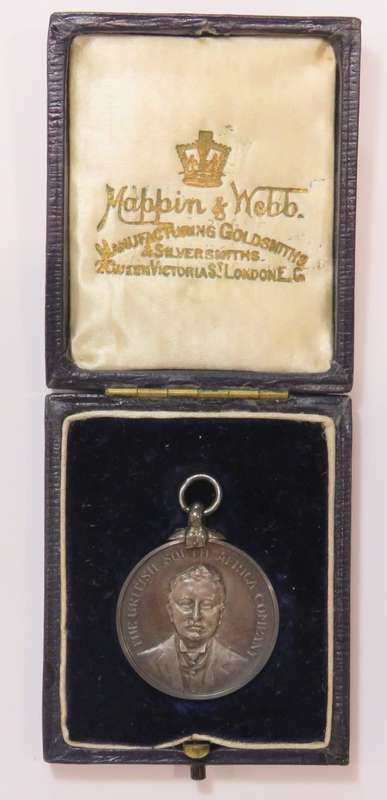 Mappin & Webb.
MANUFACTURING GOLDSMITHS
& SILVERSMITHS.
2 QUEEN VICTORIA ST LONDON E.C.
THE BRITISH SOUTH AFRICA COMPANY